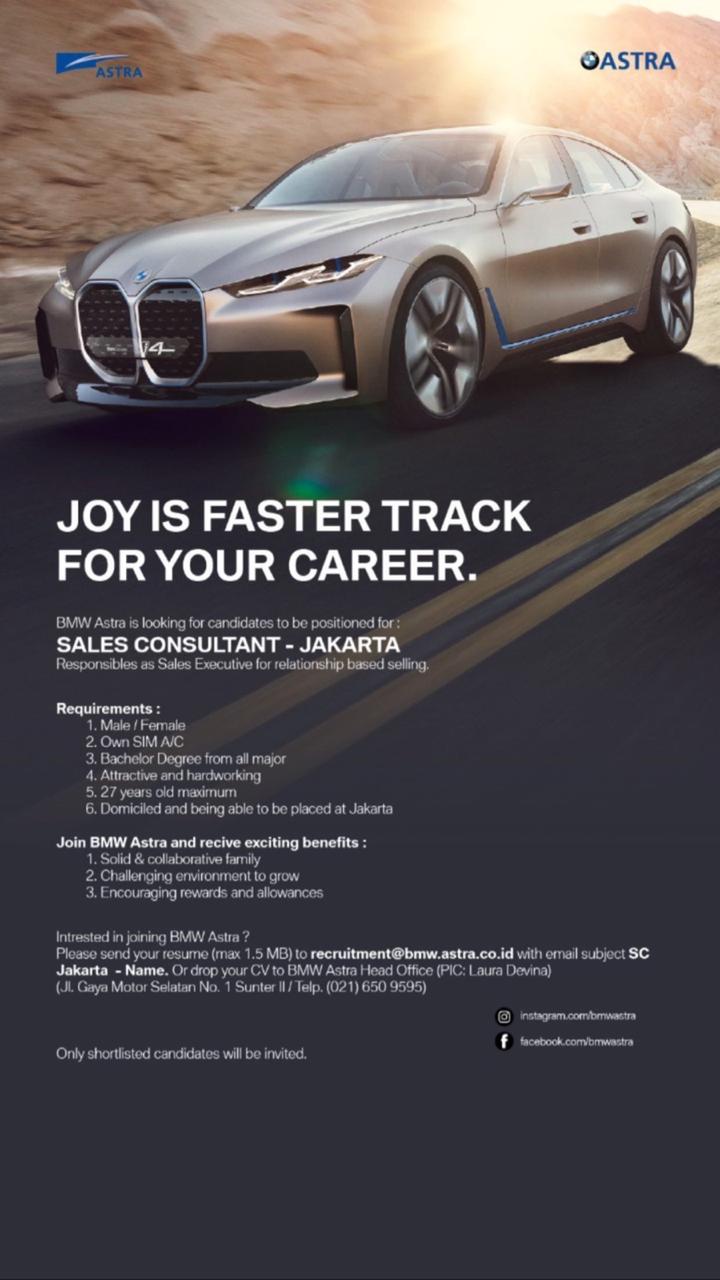 ASTRA
ASTRA
i4
JOY IS FASTER TRACK
FOR YOUR CAREER.
BMW Astra is looking for candidates to be positioned for :
SALES CONSULTANT - JAKARTA
Responsibles as Sales Executive for relationship based selling.
Requirements :
1. Male / Female
2. Own SIM A/C
3. Bachelor Degree from all major
4. Attractive and hardworking
5. 27 years old maximum
6. Domiciled and being able to be placed at Jakarta
Join BMW Astra and recive exciting benefits :
1. Solid & collaborative family
2. Challenging environment to grow
3. Encouraging rewards and allowances
Intrested in joining BMW Astra ?
Please send your resume (max 1.5 MB) to recruitment@bmw.astra.co.id with email subject SC
Jakarta - Name. Or drop your CV to BMW Astra Head Office (PIC: Laura Devina)
(Jl. Gaya Motor Selatan No. 1 Sunter II / Telp. (021) 650 9595)
instagram.com/bmwastra
facebook.com/bmwastra
Only shortlisted candidates will be invited.